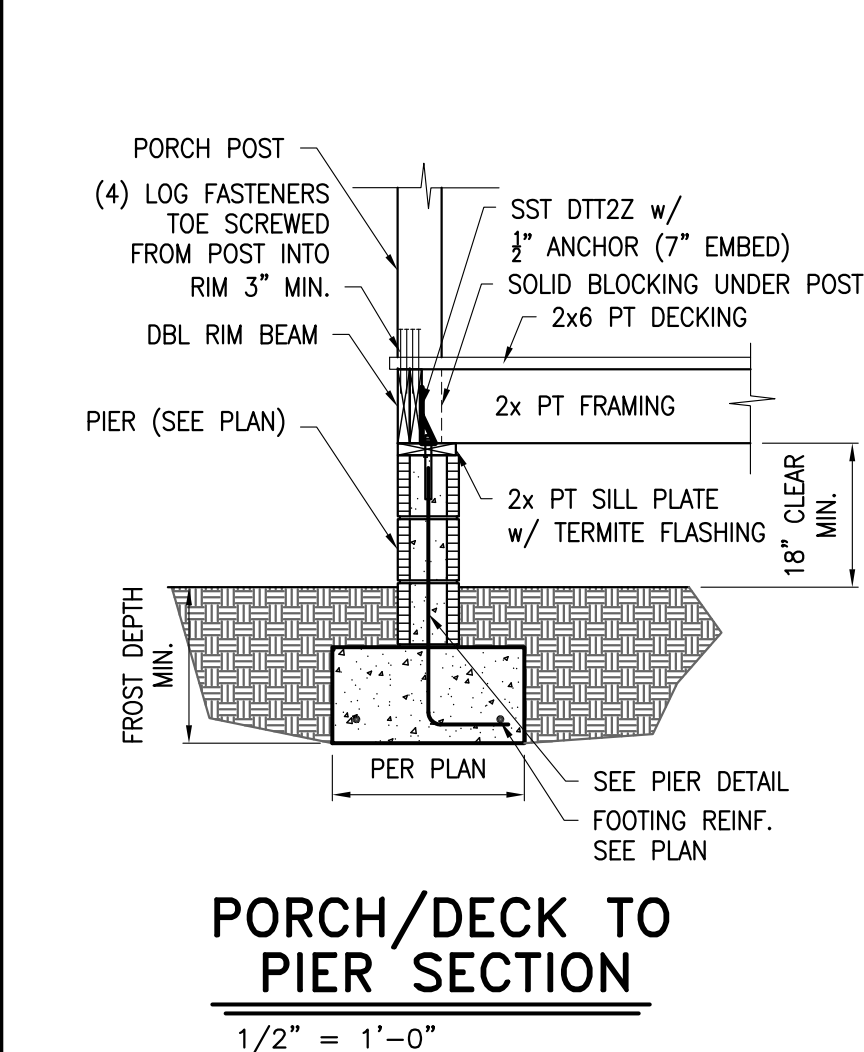 PORCH POST
(4) LOG FASTENERS
TOE SCREWED
FROM POST INTO
RIM 3" MIN.
DBL RIM BEAM
PIER (SEE PLAN)
SST DTT2Z w/
1/2" ANCHOR (7" EMBED)
SOLID BLOCKING UNDER POST
2x6 PT DECKING
2x PT FRAMING
2x PT SILL PLATE
w/ TERMITE FLASHING
18" CLEAR
MIN.
FROST DEPTH
MIN.
PER PLAN
SEE PIER DETAIL
FOOTING REINF.
SEE PLAN
PORCH/DECK TO
PIER SECTION
1/2" = 1'-0"